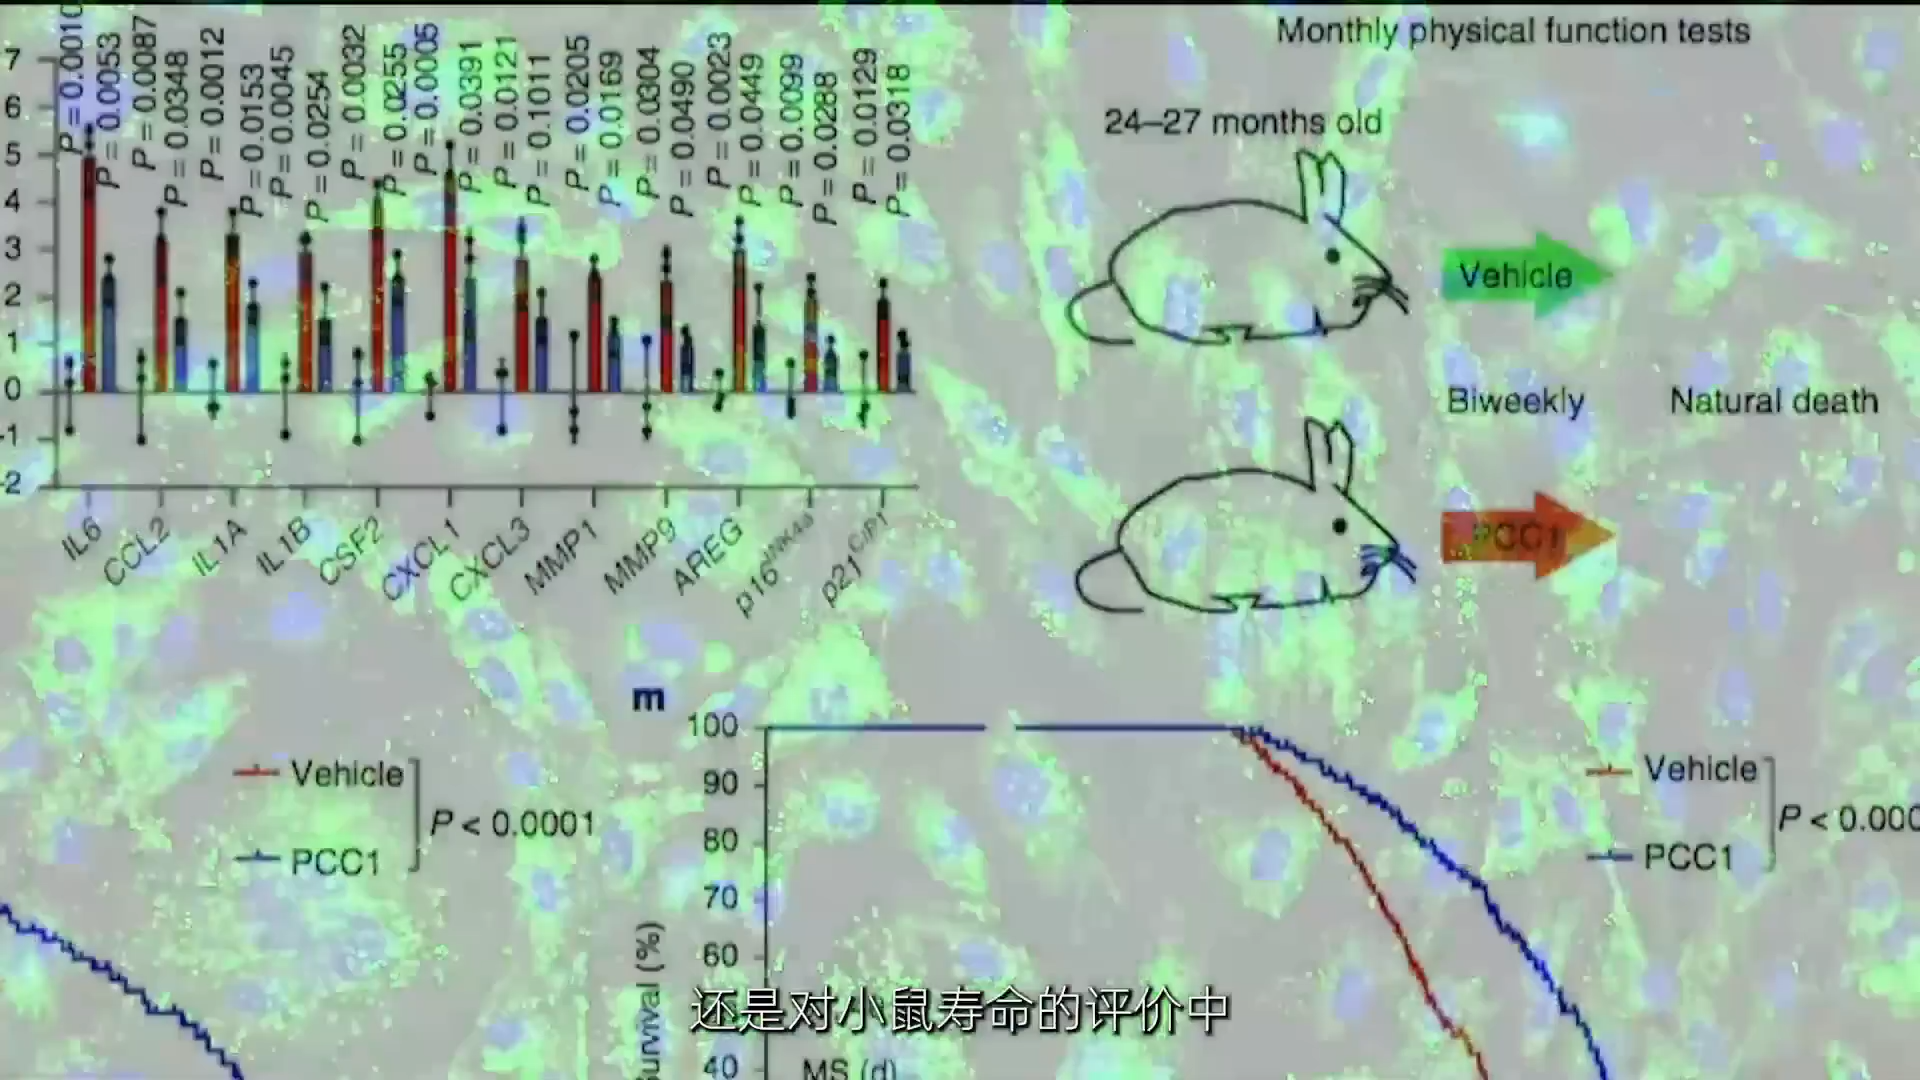 Monthly physical function tests
7
6
5
4
3
2
1
0
-1
-2
P = 0.0010
P = 0.0053
P = 0.0087
P = 0.0348
P = 0.0012
P = 0.0153
P = 0.0045
P = 0.0254
P = 0.0032
P = 0.0255
P = 0.0005
P = 0.0391
P = 0.0121
P = 0.1011
P = 0.0205
P = 0.0169
P = 0.0304
P = 0.0490
P = 0.0023
P = 0.0449
P = 0.0099
P = 0.0288
P = 0.0129
P = 0.0318
IL6
CCL2
IL1A
IL1B
CSF2
CXCL1
CXCL3
MMP1
MMP9
AREG
p16INK4a
p21CIP1
24–27 months old
Vehicle
Biweekly
Natural death
PCC1
Vehicle
P < 0.0001
PCC1
m
100
90
80
70
60
40
Survival (%)
MS (d)
Vehicle
P < 0.000
PCC1
还是对小鼠寿命的评价中